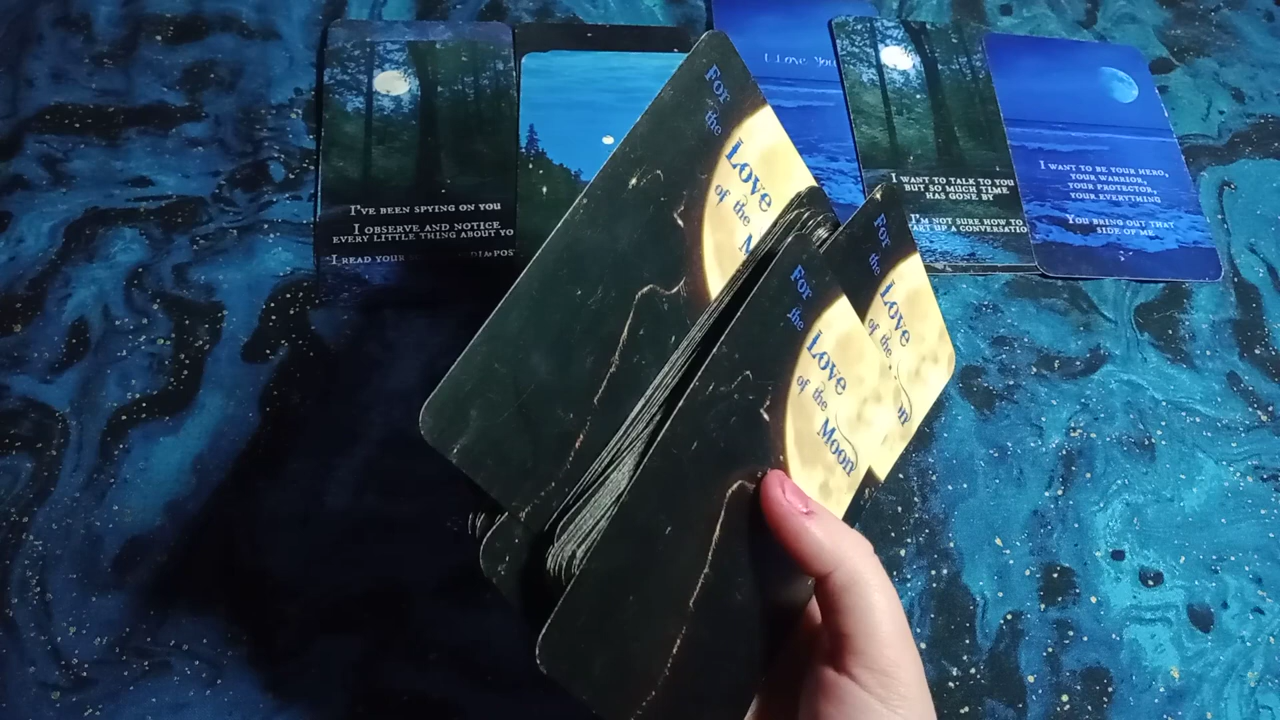 I've been spying on you
I observe and notice
every little thing about yo
I read your
I Love You
I want to talk to you
but so much time
has gone by
I'm not sure how to
art up a conversatio
I want to be your hero,
your warrior,
your protector,
your everything
You bring out that
side of me
For
the
Love
of the
For
the
Love
of the
Moon
For
the
Love
of the